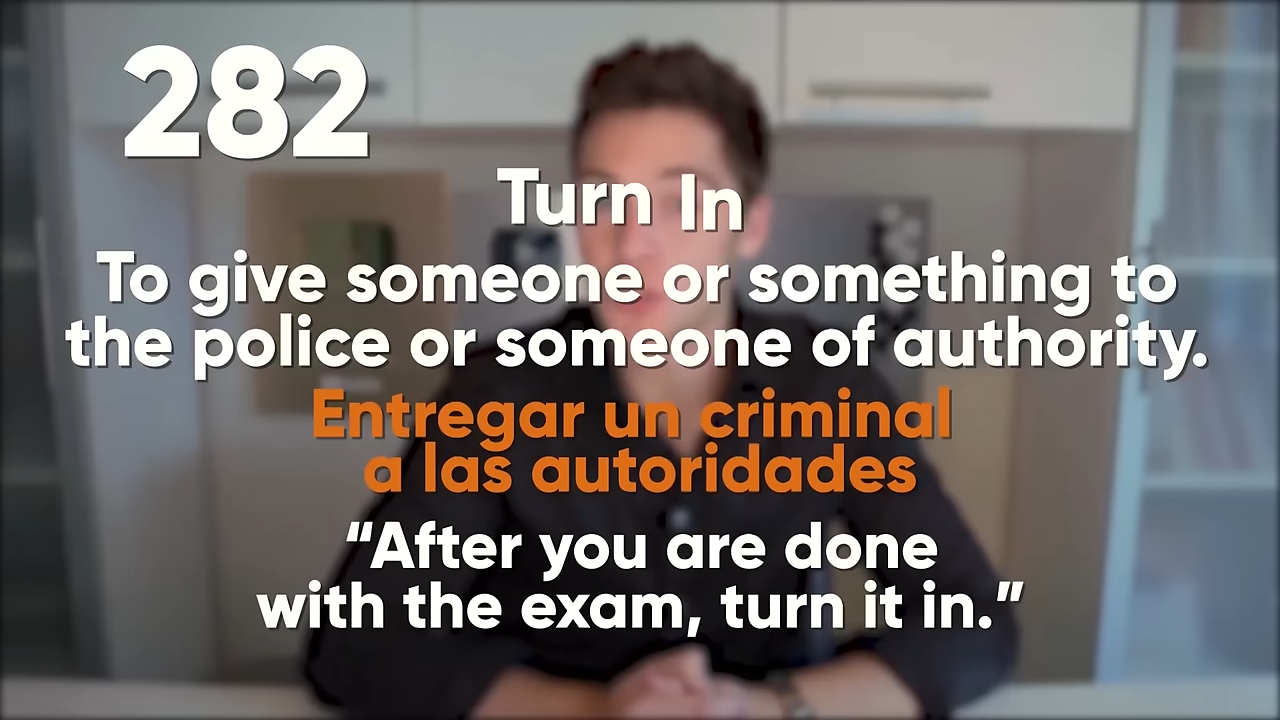 282
Turn In
To give someone or something to
the police or someone of authority.
Entregar un criminal
a las autoridades
“After you are done
with the exam, turn it in.”